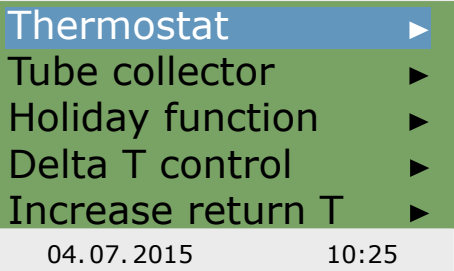 Thermostat ►
Tube collector ►
Holiday function ►
Delta T control ►
Increase return T ►
04.07.2015 10:25